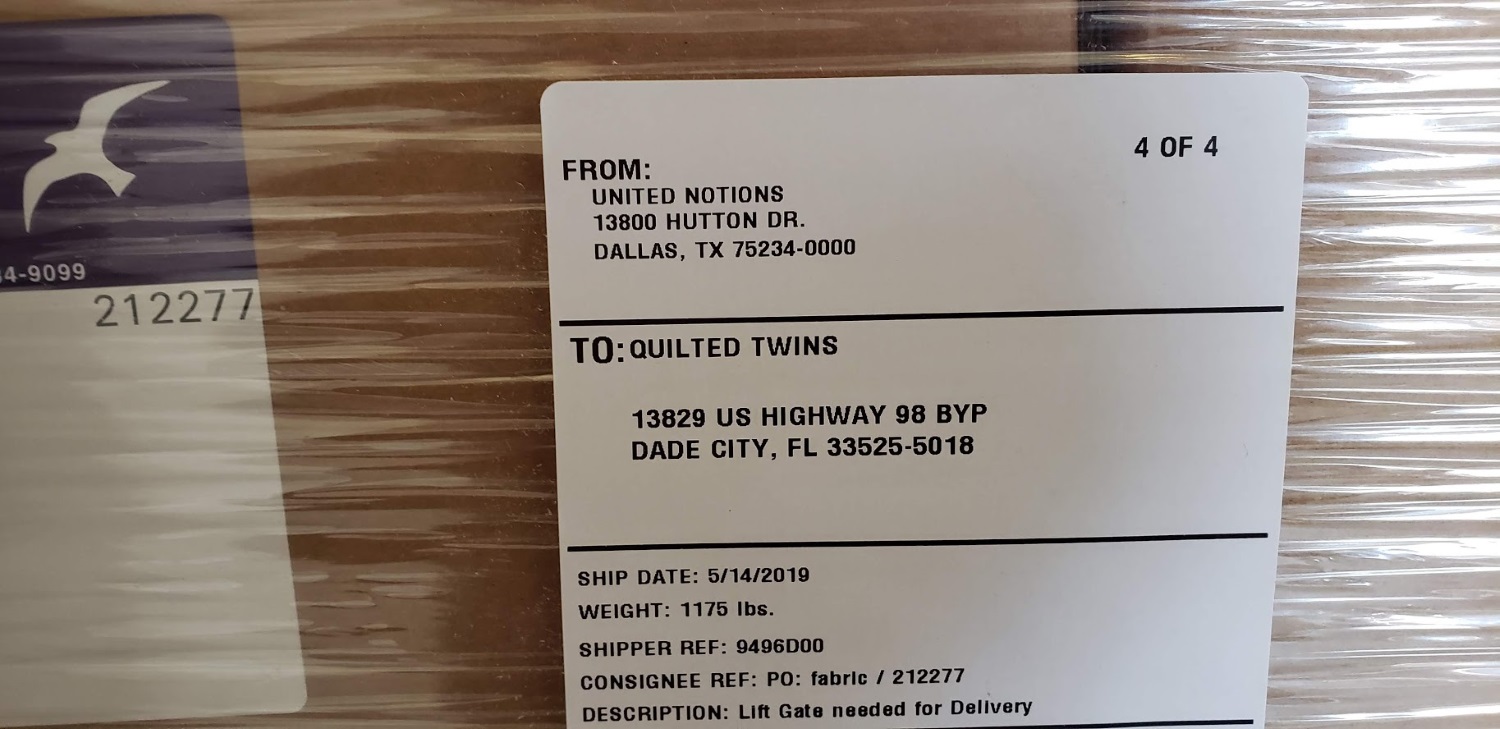 4-9099
212277
4 OF 4
FROM:
UNITED NOTIONS
13800 HUTTON DR.
DALLAS, TX 75234-0000
TO: QUILTED TWINS
13829 US HIGHWAY 98 BYP
DADE CITY, FL 33525-5018
SHIP DATE: 5/14/2019
WEIGHT: 1175 lbs.
SHIPPER REF: 9496D00
CONSIGNEE REF: PO: fabric / 212277
DESCRIPTION: Lift Gate needed for Delivery